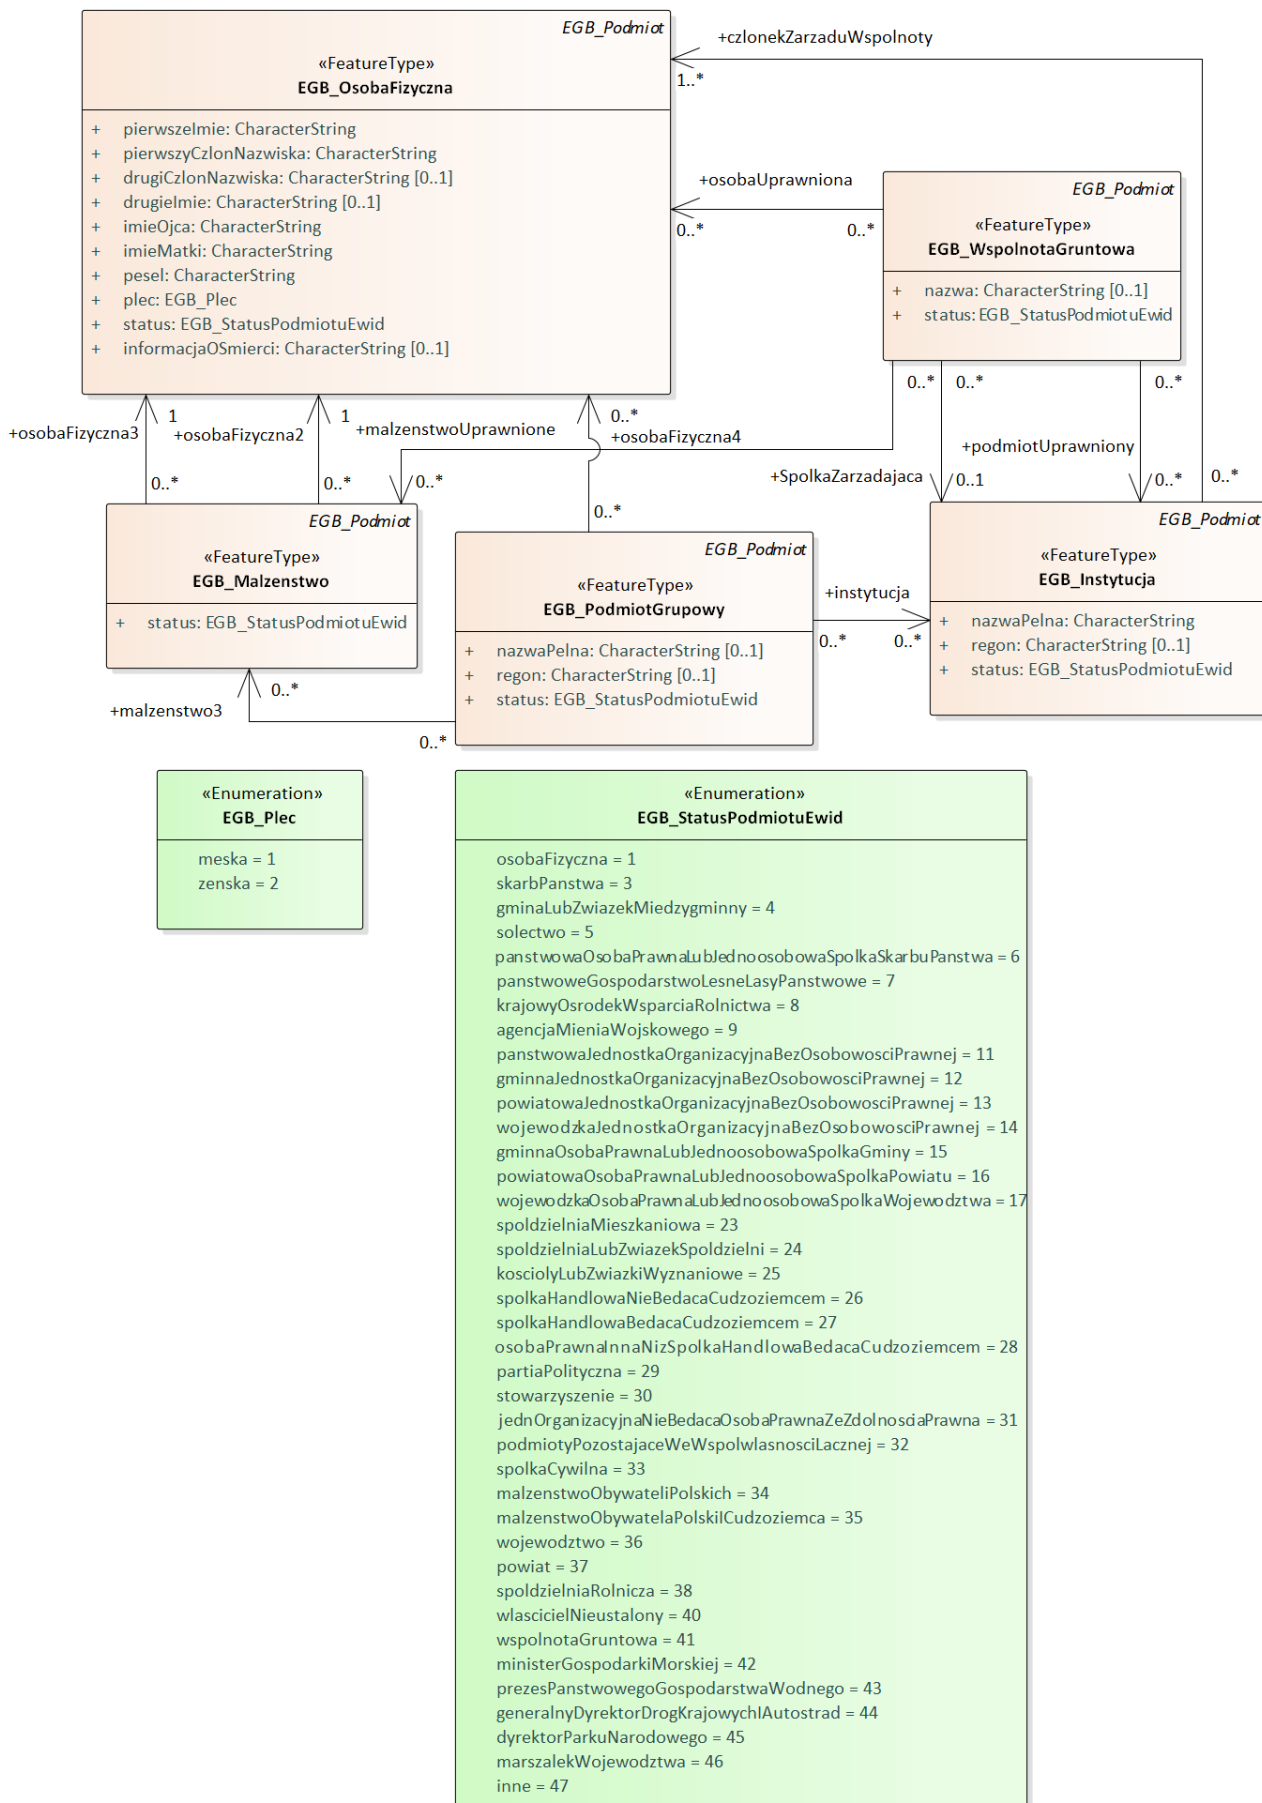 EGB_Podmiot
«FeatureType»
EGB_OsobaFizyczna
+ pierwszeImie: CharacterString
+ pierwszyCzlonNazwiska: CharacterString
+ drugiCzlonNazwiska: CharacterString [0..1]
+ drugieImie: CharacterString [0..1]
+ imieOjca: CharacterString
+ imieMatki: CharacterString
+ pesel: CharacterString
+ plec: EGB_Plec
+ status: EGB_StatusPodmiotuEwid
+ informacjaOSmierci: CharacterString [0..1]
+czlonekZarzaduWspolnoty
1..*
+osobaUprawniona
0..*
0..*
EGB_Podmiot
«FeatureType»
EGB_WspolnotaGruntowa
+ nazwa: CharacterString [0..1]
+ status: EGB_StatusPodmiotuEwid
0..*
0..*
0..*
1
1
0..*
+osobaFizyczna3
+osobaFizyczna2
+malzenstwoUprawnione
+osobaFizyczna4
+podmiotUprawniony
+SpolkaZarzadajaca
0..*
0..*
0..*
0..1
0..*
0..*
0..*
EGB_Podmiot
«FeatureType»
EGB_Malzenstwo
+ status: EGB_StatusPodmiotuEwid
EGB_Podmiot
«FeatureType»
EGB_PodmiotGrupowy
+ nazwaPelna: CharacterString [0..1]
+ regon: CharacterString [0..1]
+ status: EGB_StatusPodmiotuEwid
+instytucja
0..*
0..*
EGB_Podmiot
«FeatureType»
EGB_Instytucja
+ nazwaPelna: CharacterString
+ regon: CharacterString [0..1]
+ status: EGB_StatusPodmiotuEwid
0..*
+malzenstwo3
0..*
«Enumeration»
EGB_Plec
meska = 1
zenska = 2
«Enumeration»
EGB_StatusPodmiotuEwid
osobaFizyczna = 1
skarbPanstwa = 3
gminaLubZwiazekMiedzygminny = 4
solectwo = 5
panstwowaOsobaPrawnaLubJednoosobowaSpolkaSkarbuPanstwa = 6
panstwoweGospodarstwoLesneLasyPanstwowe = 7
krajowyOsrodekWsparciaRolnictwa = 8
agencjaMieniaWojskowego = 9
panstwowaJednostkaOrganizacyjnaBezOsobowosciPrawnej = 11
gminnaJednostkaOrganizacyjnaBezOsobowosciPrawnej = 12
powiatowaJednostkaOrganizacyjnaBezOsobowosciPrawnej = 13
wojewodzkaJednostkaOrganizacyjnaBezOsobowosciPrawnej = 14
gminnaOsobaPrawnaLubJednoosobowaSpolkaGminy = 15
powiatowaOsobaPrawnaLubJednoosobowaSpolkaPowiatu = 16
wojewodzkaOsobaPrawnaLubJednoosobowaSpolkaWojewodztwa = 17
spoldzielniaMieszkaniowa = 23
spoldzielniaLubZwiazekSpoldzielni = 24
kosciolyLubZwiazkiWyznaniowe = 25
spolkaHandlowaNieBedacaCudzoziemcem = 26
spolkaHandlowaBedacaCudzoziemcem = 27
osobaPrawnaInnaNizSpolkaHandlowaBedacaCudzoziemcem = 28
partiaPolityczna = 29
stowarzyszenie = 30
jednOrganizacyjnaNieBedacaOsobaPrawnaZeZdolnosciaPrawna = 31
podmiotyPozostajaceWeWspolwlasnosciLacznej = 32
spolkaCywilna = 33
malzenstwoObywateliPolskich = 34
malzenstwoObywatelaPolskiICudzoziemca = 35
wojewodztwo = 36
powiat = 37
spoldzielniaRolnicza = 38
wlascicielNieustalony = 40
wspolnotaGruntowa = 41
ministerGospodarkiMorskiej = 42
prezesPanstwowegoGospodarstwaWodnego = 43
generalnyDyrektorDrogKrajowychIAutostrad = 44
dyrektorParkuNarodowego = 45
marszalekWojewodztwa = 46
inne = 47